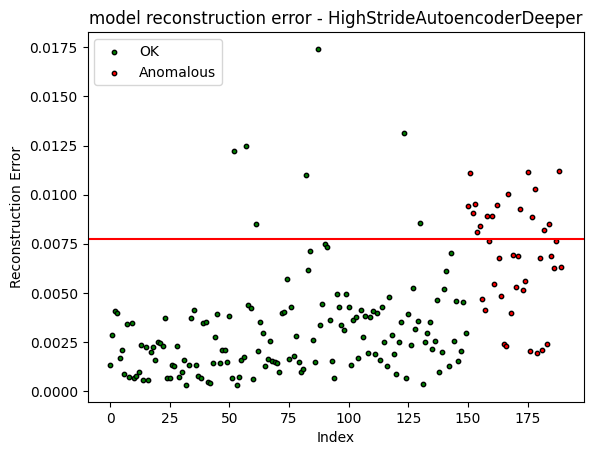 model reconstruction error - HighStrideAutoencoderDeeper
OK
Anomalous
Reconstruction Error
0.0175
0.0150
0.0125
0.0100
0.0075
0.0050
0.0025
0.0000
0 25 50 75 100 125 150 175
Index